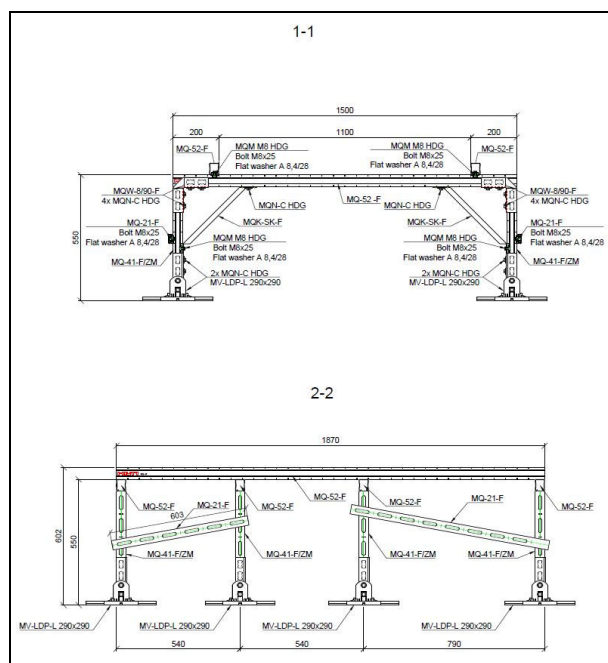 1-1
1500
200
1100
200
MQ-52-F
MQM M8 HDG
Bolt M8x25
Flat washer A 8,4/28
MQM M8 HDG
Bolt M8x25
Flat washer A 8,4/28
MQ-52-F
MQW-8/90-F
4x MQN-C HDG
MQN-C HDG
MQ-52 -F
MQN-C HDG
MQW-8/90-F
4x MQN-C HDG
MQK-SK-F
MQK-SK-F
550
MQ-21-F
Bolt M8x25
Flat washer A 8,4/28
MQ-41-F/ZM
MQM M8 HDG
Bolt M8x25
Flat washer A 8,4/28
2x MQN-C HDG
MV-LDP-L 290x290
MQM M8 HDG
Bolt M8x25
Flat washer A 8,4/28
2x MQN-C HDG
MV-LDP-L 290x290
MQ-21-F
Bolt M8x25
Flat washer A 8,4/28
MQ-41-F/ZM
2-2
1870
602
550
MQ-52-F
MQ-21-F
603
MQ-52-F
MQ-52-F
MQ-52-F
MQ-21-F
MQ-52-F
MQ-41-F/ZM
MQ-41-F/ZM
MQ-41-F/ZM
MQ-41-F/ZM
MV-LDP-L 290x290
MV-LDP-L 290x290
MV-LDP-L 290x290
MV-LDP-L 290x290
540
540
790